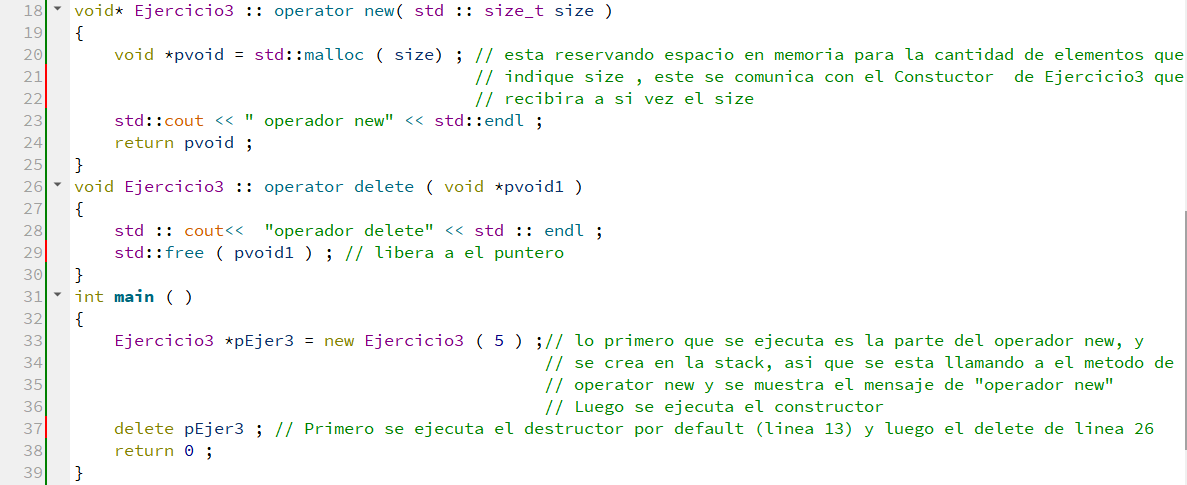 18 void* Ejercicio3 :: operator new( std :: size_t size )
19 {
20 void *pvoid = std::malloc ( size) ; // esta reservando espacio en memoria para la cantidad de elementos que
21 // indique size , este se comunica con el Constuctor  de Ejercicio3 que
22 // recibira a si vez el size
23 std::cout << " operador new" << std::endl ;
24 return pvoid ;
25 }
26 void Ejercicio3 :: operator delete ( void *pvoid1 )
27 {
28 std :: cout<<  "operador delete" << std :: endl ;
29 std::free ( pvoid1 ) ; // libera a el puntero
30 }
31 int main ( )
32 {
33 Ejercicio3 *pEjer3 = new Ejercicio3 ( 5 ) ;// lo primero que se ejecuta es la parte del operador new, y
34 // se crea en la stack, asi que se esta llamando a el metodo de
35 // operator new y se muestra el mensaje de "operador new"
36 // Luego se ejecuta el constructor
37 delete pEjer3 ; // Primero se ejecuta el destructor por default (linea 13) y luego el delete de linea 26
38 return 0 ;
39 }